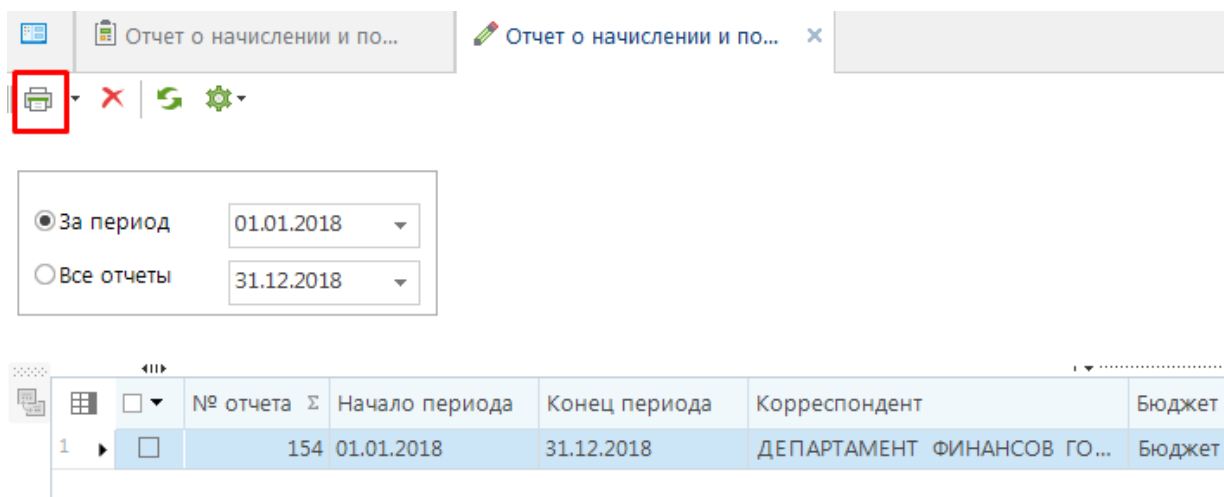 Отчет о начислении и по... Отчет о начислении и по...
За период 01.01.2018
Все отчеты 31.12.2018
№ отчета Σ Начало периода Конец периода Корреспондент Бюджет
1 154 01.01.2018 31.12.2018 ДЕПАРТАМЕНТ ФИНАНСОВ ГО... Бюджет